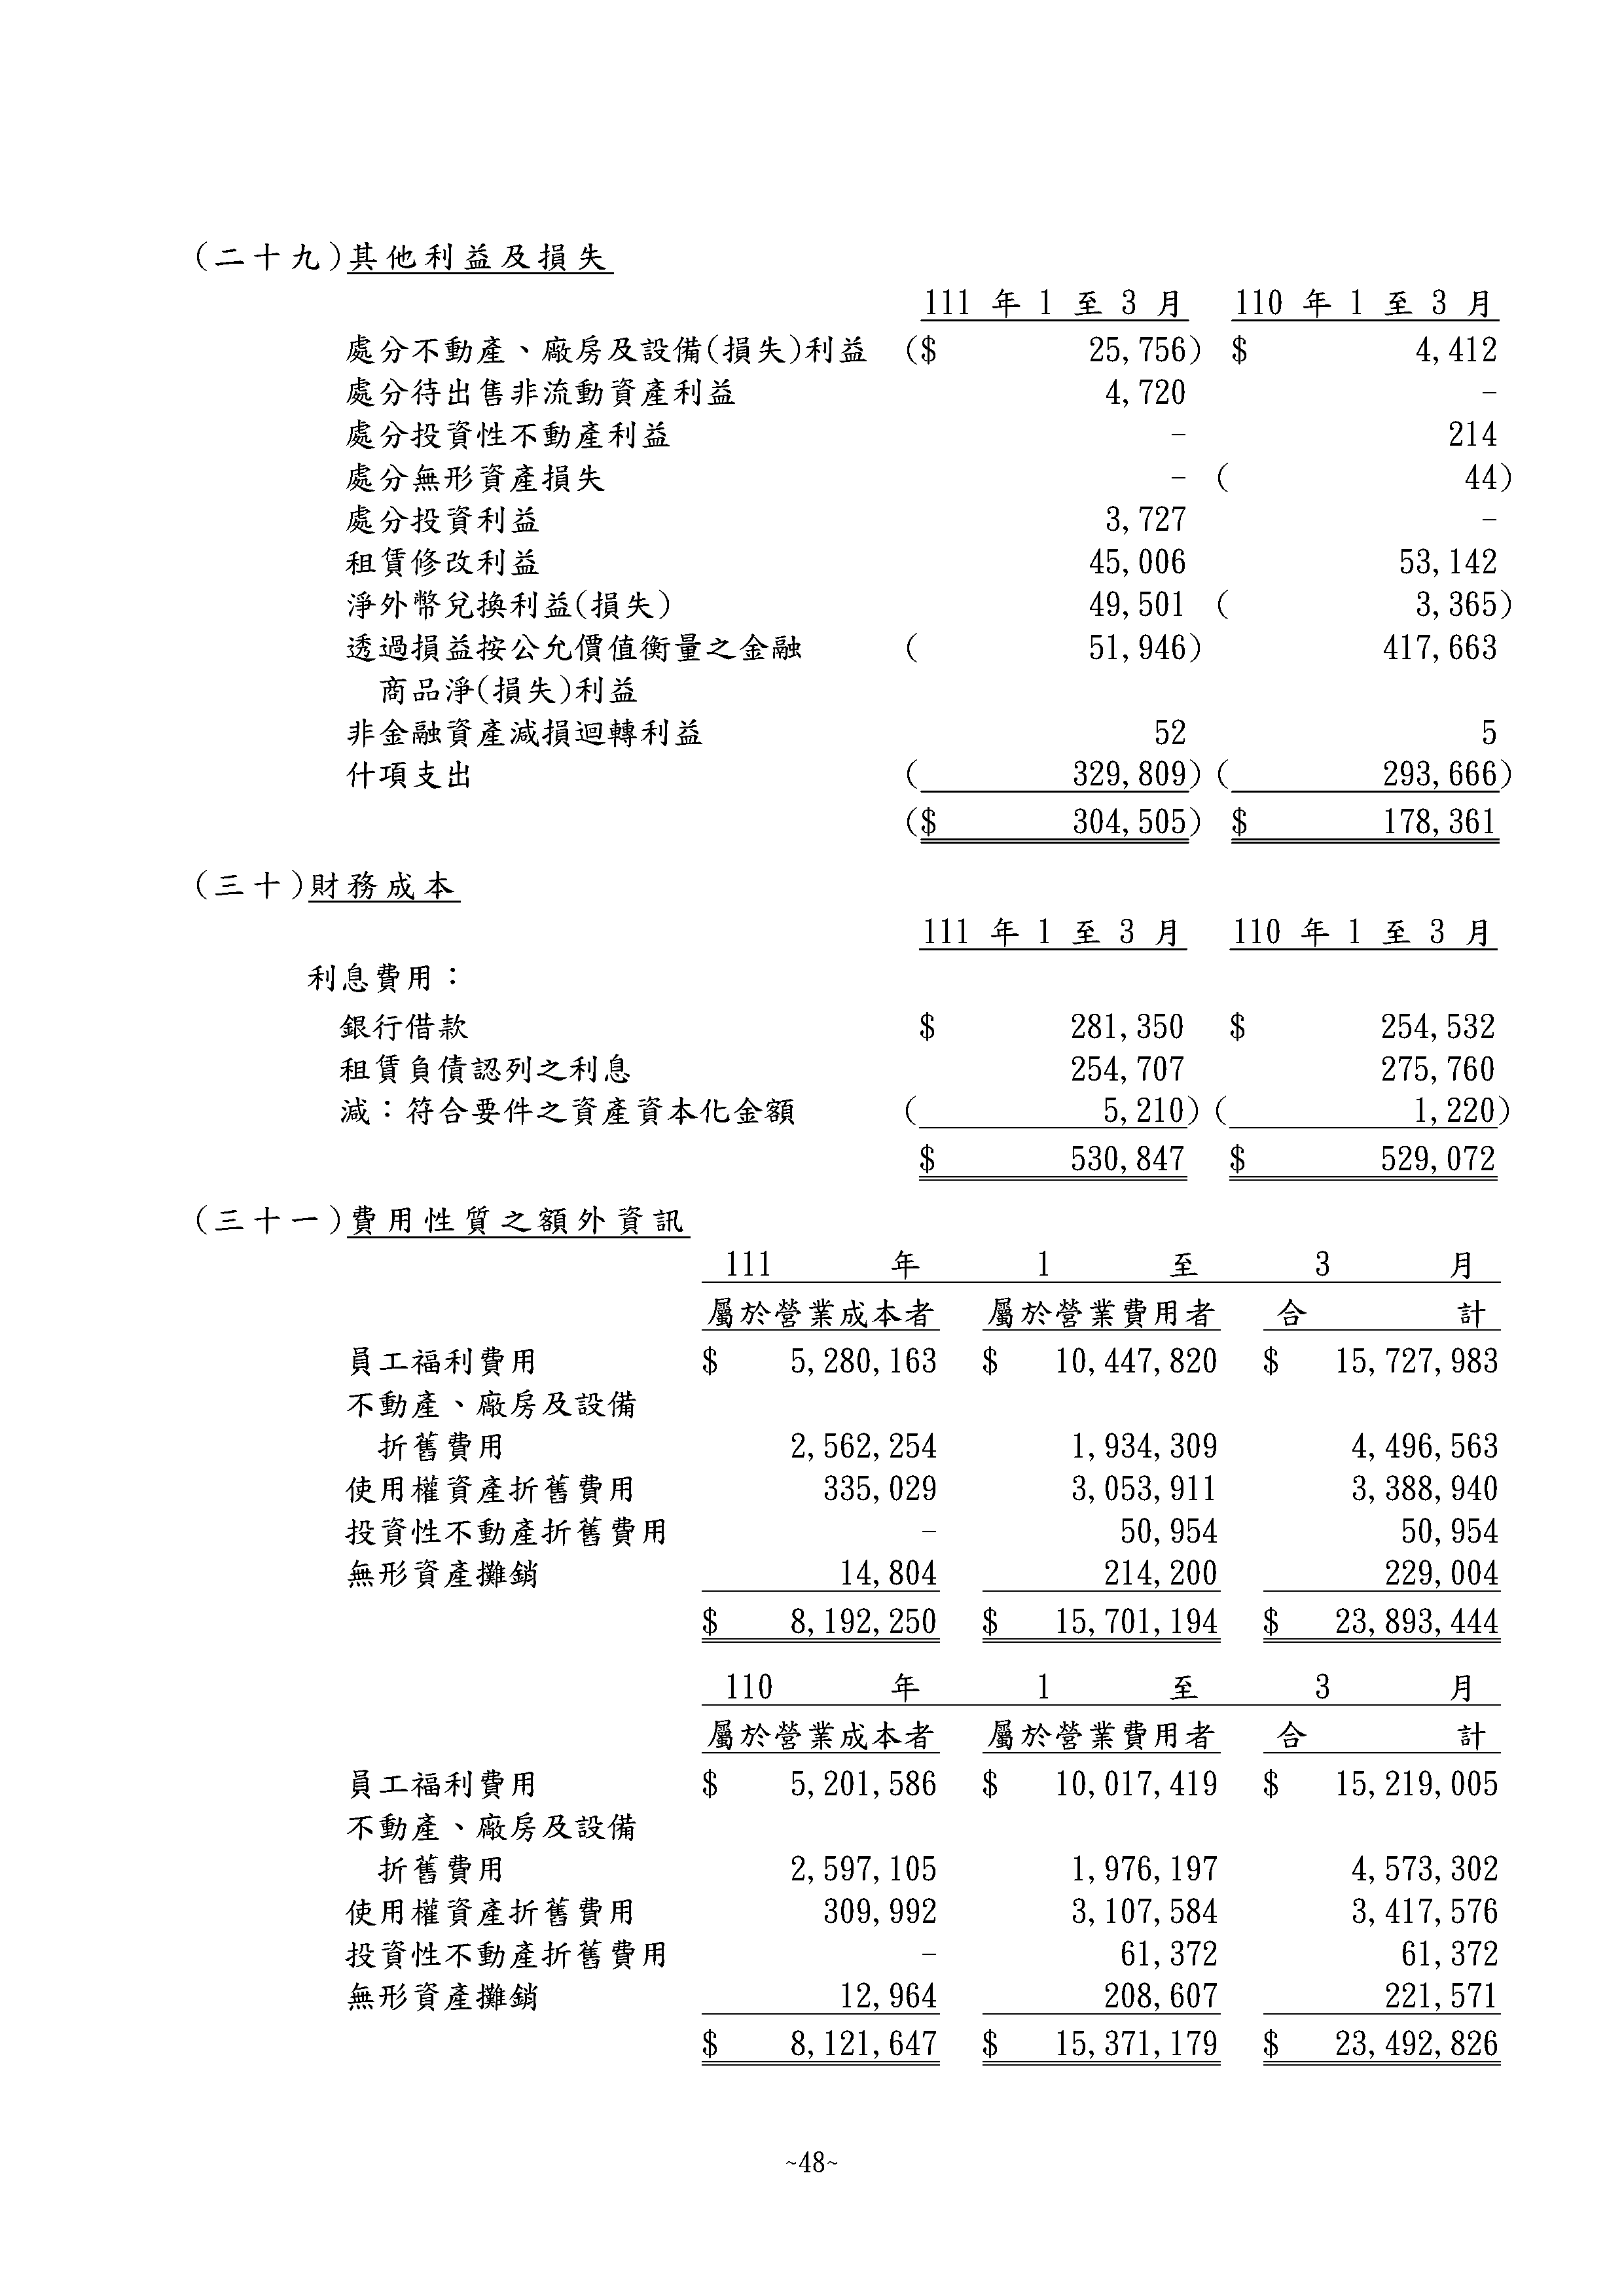 (二十九)其他利益及損失
111 年 1 至 3 月 110 年 1 至 3 月
處分不動產、廠房及設備(損失)利益 ($ 25,756) $ 4,412
處分待出售非流動資產利益 4,720 -
處分投資性不動產利益 - 214
處分無形資產損失 - ( 44)
處分投資利益 3,727 -
租賃修改利益 45,006 53,142
淨外幣兌換利益(損失) 49,501 ( 3,365)
透過損益按公允價值衡量之金融 ( 51,946) 417,663
商品淨(損失)利益
非金融資產減損迴轉利益 52 5
什項支出 ( 329,809) ( 293,666)
($ 304,505) $ 178,361
(三十)財務成本
111 年 1 至 3 月 110 年 1 至 3 月
利息費用：
銀行借款 $ 281,350 $ 254,532
租賃負債認列之利息 254,707 275,760
減：符合要件之資產資本化金額 ( 5,210) ( 1,220)
$ 530,847 $ 529,072
(三十一)費用性質之額外資訊
111 年 1 至 3 月
屬於營業成本者 屬於營業費用者 合 計
員工福利費用 $ 5,280,163 $ 10,447,820 $ 15,727,983
不動產、廠房及設備
折舊費用 2,562,254 1,934,309 4,496,563
使用權資產折舊費用 335,029 3,053,911 3,388,940
投資性不動產折舊費用 - 50,954 50,954
無形資產攤銷 14,804 214,200 229,004
$ 8,192,250 $ 15,701,194 $ 23,893,444
110 年 1 至 3 月
屬於營業成本者 屬於營業費用者 合 計
員工福利費用 $ 5,201,586 $ 10,017,419 $ 15,219,005
不動產、廠房及設備
折舊費用 2,597,105 1,976,197 4,573,302
使用權資產折舊費用 309,992 3,107,584 3,417,576
投資性不動產折舊費用 - 61,372 61,372
無形資產攤銷 12,964 208,607 221,571
$ 8,121,647 $ 15,371,179 $ 23,492,826
~48~